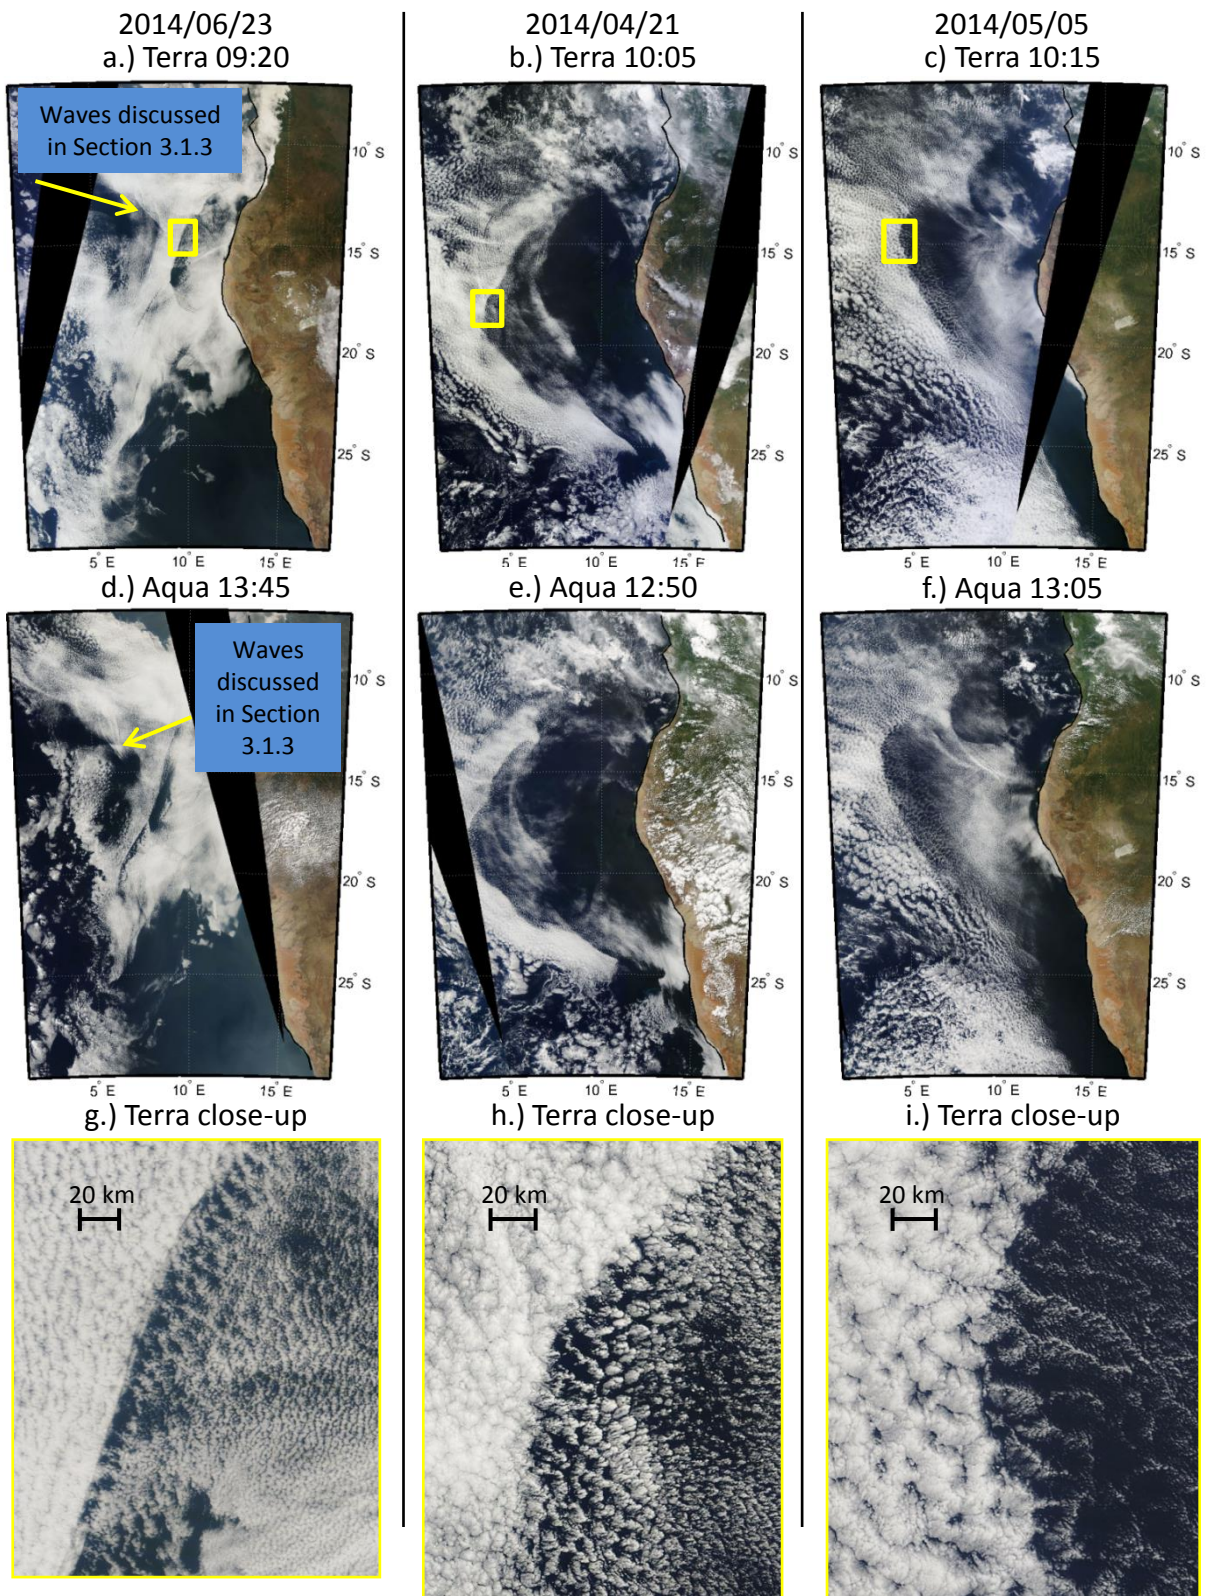 2014/06/23
a.) Terra 09:20
2014/04/21
b.) Terra 10:05
2014/05/05
c.) Terra 10:15
Waves discussed
in Section 3.1.3
10° S
15° S
20° S
25° S
5° E
10° E
15° E
10° S
15° S
20° S
25° S
5° E
10° E
15° E
10° S
15° S
20° S
25° S
5° E
10° E
15° E
d.) Aqua 13:45
e.) Aqua 12:50
f.) Aqua 13:05
Waves
discussed
in Section
3.1.3
10° S
15° S
20° S
25° S
5° E
10° E
15° E
10° S
15° S
20° S
25° S
5° E
10° E
15° E
10° S
15° S
20° S
25° S
5° E
10° E
15° E
g.) Terra close-up
h.) Terra close-up
i.) Terra close-up
20 km
20 km
20 km